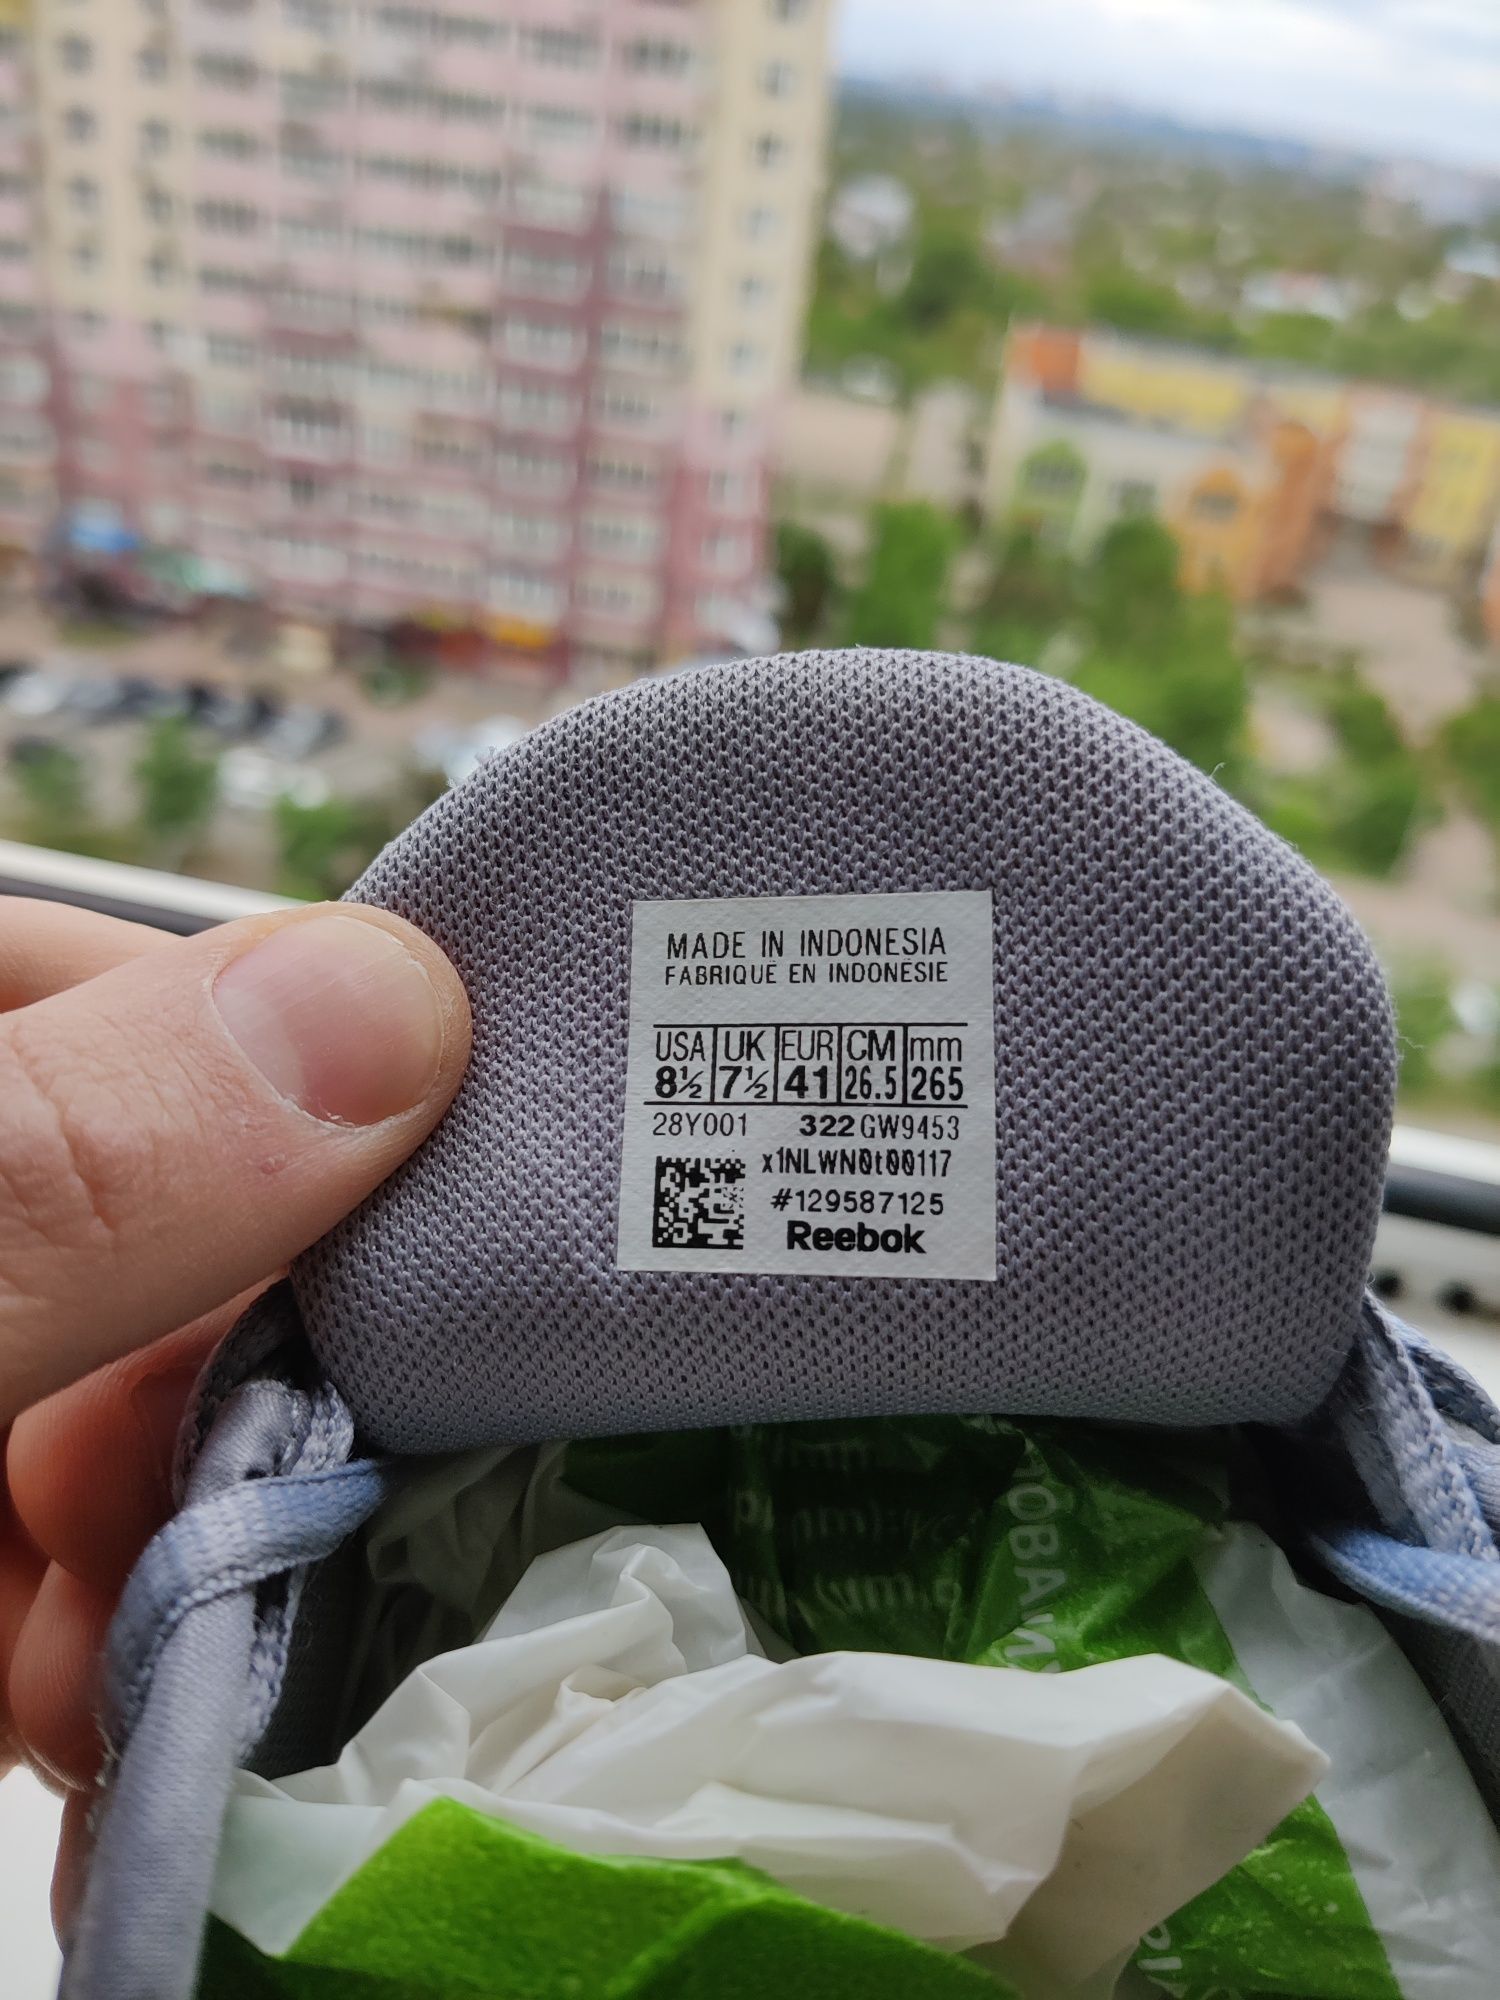 MADE IN INDONESIA
FABRIQUÉ EN INDONÉSIE
USA UK EUR CM mm
8½ 7½ 41 26.5 265
28Y001 322 GW9453
x1NLWN0t00117
#129587125
Reebok